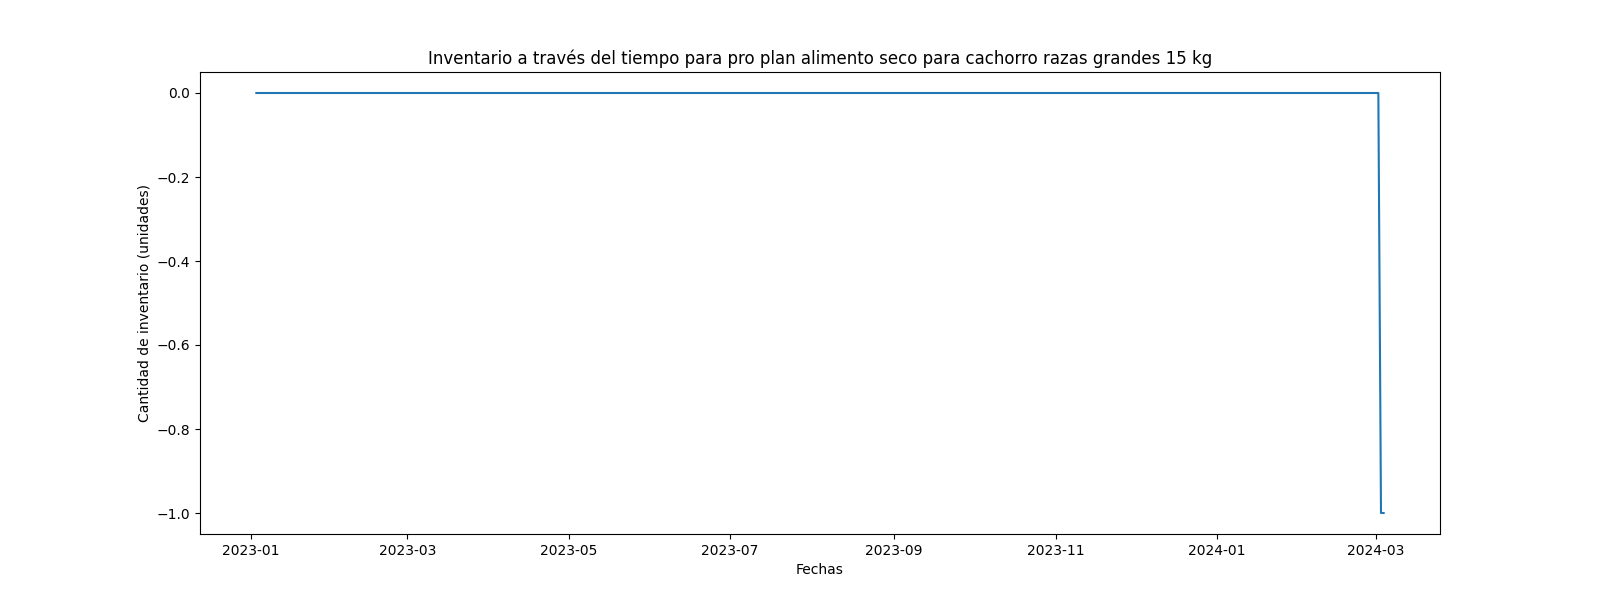 Inventario a través del tiempo para pro plan alimento seco para cachorro razas grandes 15 kg
Cantidad de inventario (unidades)
0.0
−0.2
−0.4
−0.6
−0.8
−1.0
2023-01 2023-03 2023-05 2023-07 2023-09 2023-11 2024-01 2024-03
Fechas